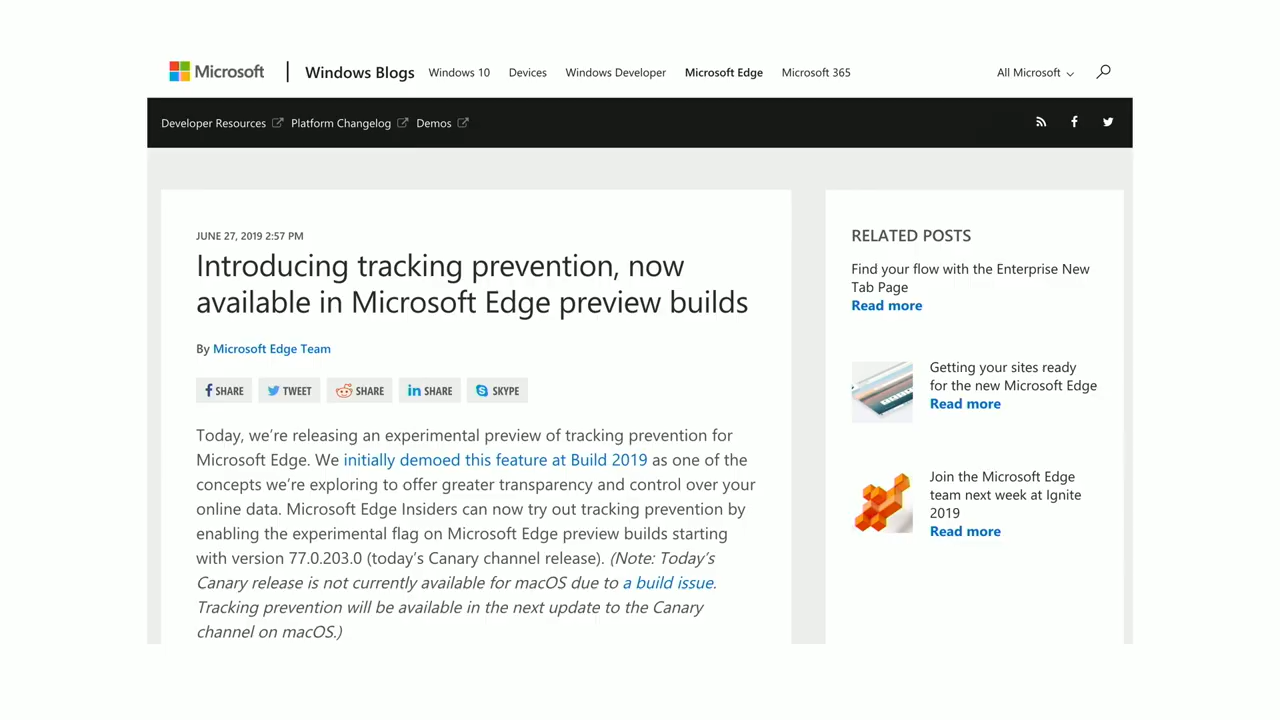 Microsoft | Windows Blogs Windows 10 Devices Windows Developer Microsoft Edge Microsoft 365 All Microsoft
Developer Resources Platform Changelog Demos
JUNE 27, 2019 2:57 PM
Introducing tracking prevention, now
available in Microsoft Edge preview builds
By Microsoft Edge Team
SHARE TWEET SHARE SHARE SKYPE
Today, we’re releasing an experimental preview of tracking prevention for
Microsoft Edge. We initially demoed this feature at Build 2019 as one of the
concepts we’re exploring to offer greater transparency and control over your
online data. Microsoft Edge Insiders can now try out tracking prevention by
enabling the experimental flag on Microsoft Edge preview builds starting
with version 77.0.203.0 (today’s Canary channel release). (Note: Today’s
Canary release is not currently available for macOS due to a build issue.
Tracking prevention will be available in the next update to the Canary
channel on macOS.)
RELATED POSTS
Find your flow with the Enterprise New
Tab Page
Read more
Getting your sites ready
for the new Microsoft Edge
Read more
Join the Microsoft Edge
team next week at Ignite
2019
Read more